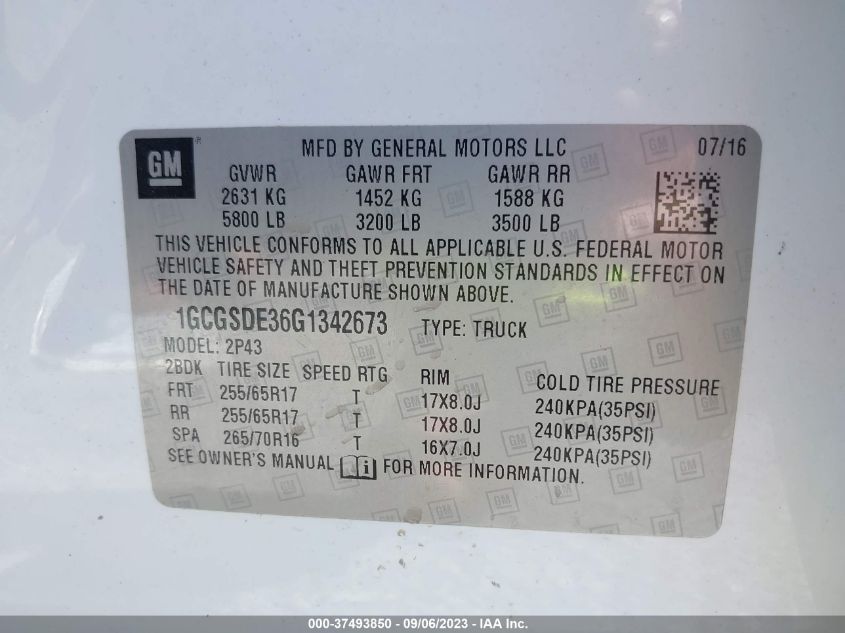 GM ® MFD BY GENERAL MOTORS LLC 07/16
GVWR GAWR FRT GAWR RR
2631 KG 1452 KG 1588 KG
5800 LB 3200 LB 3500 LB
THIS VEHICLE CONFORMS TO ALL APPLICABLE U.S. FEDERAL MOTOR
VEHICLE SAFETY AND THEFT PREVENTION STANDARDS IN EFFECT ON
THE DATE OF MANUFACTURE SHOWN ABOVE.
1GCGSDE36G1342673 TYPE: TRUCK
MODEL: 2P43
2BDK TIRE SIZE SPEED RTG RIM COLD TIRE PRESSURE
FRT 255/65R17 T 17X8.0J 240KPA(35PSI)
RR 255/65R17 T 17X8.0J 240KPA(35PSI)
SPA 265/70R16 T 16X7.0J 240KPA(35PSI)
SEE OWNER'S MANUAL i FOR MORE INFORMATION.
000-37493850 - 09/06/2023 - IAA Inc.